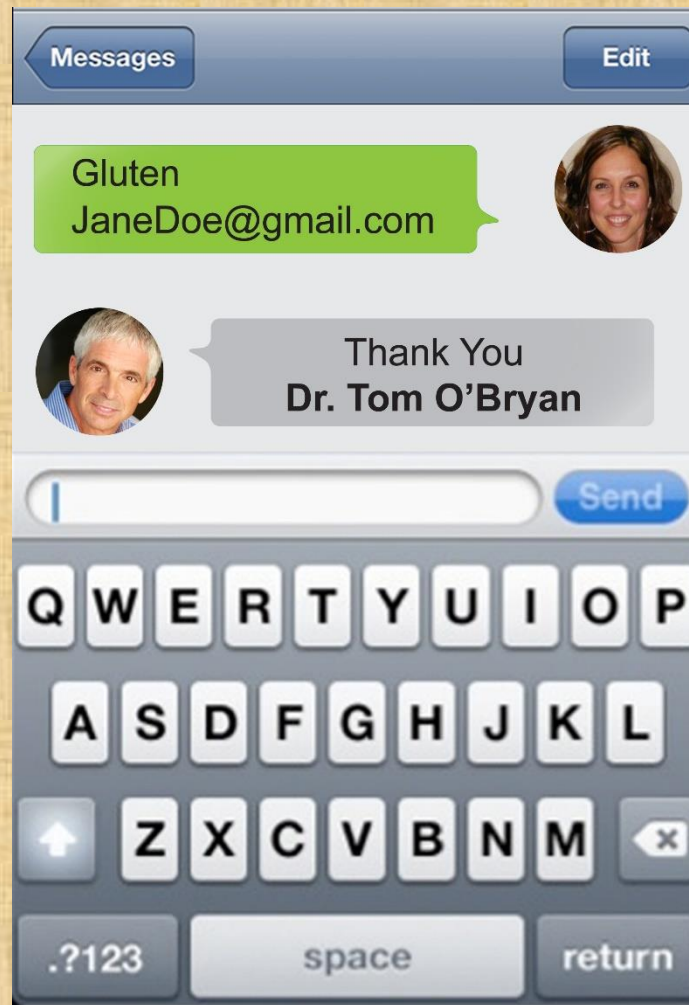 Messages Edit
Gluten
JaneDoe@gmail.com
Thank You
Dr. Tom O’Bryan
Send
Q W E R T Y U I O P
A S D F G H J K L
Z X C V B N M
.?123 space return